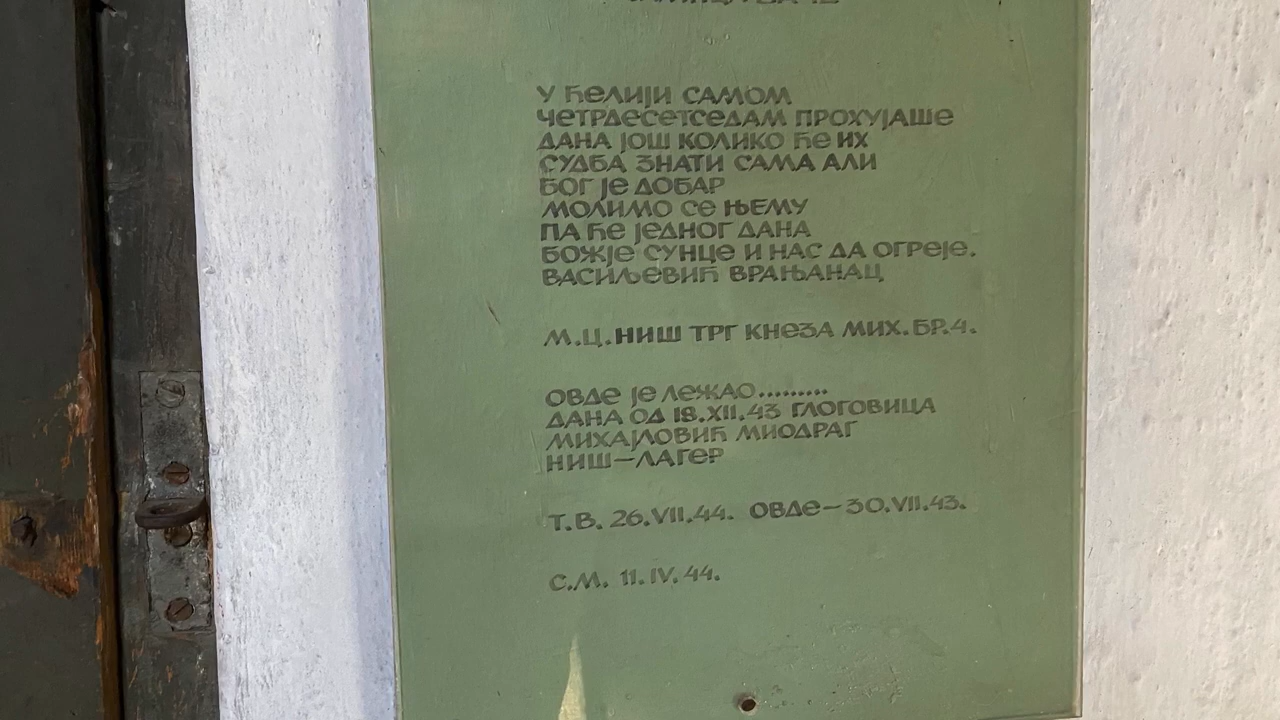 У ЋЕЛИЈИ САМОМ
ЧЕТРДЕСЕТСЕДАМ ПРОХУЈАШЕ
ДАНА ЈОШ КОЛИКО ЋЕ ИХ
СУДБА ЗНАТИ САМА АЛИ
БОГ ЈЕ ДОБАР
МОЛИМО СЕ ЊЕМУ
ПА ЋЕ ЈЕДНОГ ДАНА
БОЖЈЕ СУНЦЕ И НАС ДА ОГРЕЈЕ.
ВАСИЉЕВИЋ ВРАЊАНАЦ
М.Ц. НИШ ТРГ КНЕЗА МИХ. БР.4.
ОВДЕ ЈЕ ЛЕЖАО.........
ДАНА ОД 18.XII.43 ГЛОГОВИЦА
МИХАЈЛОВИЋ МИОДРАГ
НИШ—ЛАГЕР
Т.В. 26.VII.44. ОВДЕ—30.VII.43.
С.М. 11.IV.44.